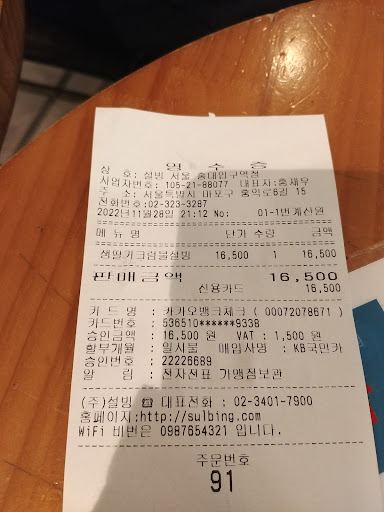 영 수 증
상 호: 설빙 서울 홍대입구역점
사업자번호: 105-21-88077 대표자:홍재우
주 소: 서울특별시 마포구 홍익로6길 15
전화번호:02-323-3287
2022년11월28일 21:12 No: 01-1번계산원
메 뉴 명 단가 수량 금액
생딸기크럼블설빙 16,500 1 16,500
판매금액 16,500
신용카드 16,500
카 드 명 : 카카오뱅크체크 ( 00072078671 )
카드번호 : 536510******9338
승인금액 : 16,500 원 VAT : 1,500 원
할부개월 : 일시불 매입사명 : KB국민카
승인번호 : 22226689
알 림 : 전자전표 가맹점보관
(주)설빙 ☎ 대표전화 : 02-3401-7900
홈페이지:http://sulbing.com
WiFi 비번은 0987654321 입니다.
주문번호
91